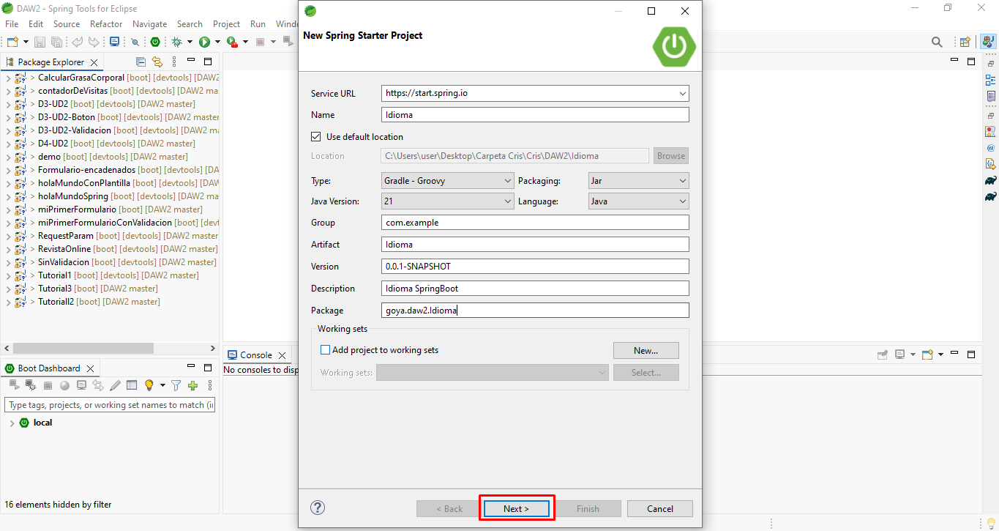 DAW2 - Spring Tools for Eclipse
File Edit Source Refactor Navigate Search Project Run
Package Explorer
CalcularGrasaCorporal [boot] [devtools] [DAW2
contadorDeVisitas [boot] [devtools] [DAW2 ma
D3-UD2 [boot] [devtools] [DAW2 master]
D3-UD2-Boton [boot] [devtools] [DAW2 master]
D3-UD2-Validacion [boot] [devtools] [DAW2 ma
D4-UD2 [boot] [devtools] [DAW2 master]
demo [boot] [devtools] [DAW2 master]
Formulario-encadenados [boot] [devtools] [DAW2
holaMundoConPlantilla [boot] [devtools] [DAW2
holaMundoSpring [boot] [devtools] [DAW2 ma
miPrimerFormulario [boot] [DAW2 master]
miPrimerFormularioConValidacion [boot] [devtools]
RequestParam [boot] [devtools] [DAW2 master
RevistaOnline [boot] [devtools] [DAW2 master]
SinValidacion [boot] [devtools] [DAW2 master]
Tutorial1 [boot] [devtools] [DAW2 master]
Tutorial3 [boot] [DAW2 master]
Tutorial2 [boot] [DAW2 master]
Boot Dashboard
Type tags, projects, or working set names to match (i
local
16 elements hidden by filter
Console
No consoles to disp
New Spring Starter Project
Service URL https://start.spring.io
Name Idioma
Use default location
Location C:\Users\user\Desktop\Carpeta Cris\Cris\DAW2\Idioma Browse
Type: Gradle - Groovy Packaging: Jar
Java Version: 21 Language: Java
Group com.example
Artifact Idioma
Version 0.0.1-SNAPSHOT
Description Idioma SpringBoot
Package goya.daw2.Idioma
Working sets
Add project to working sets New...
Working sets: Select...
? < Back Next > Finish Cancel